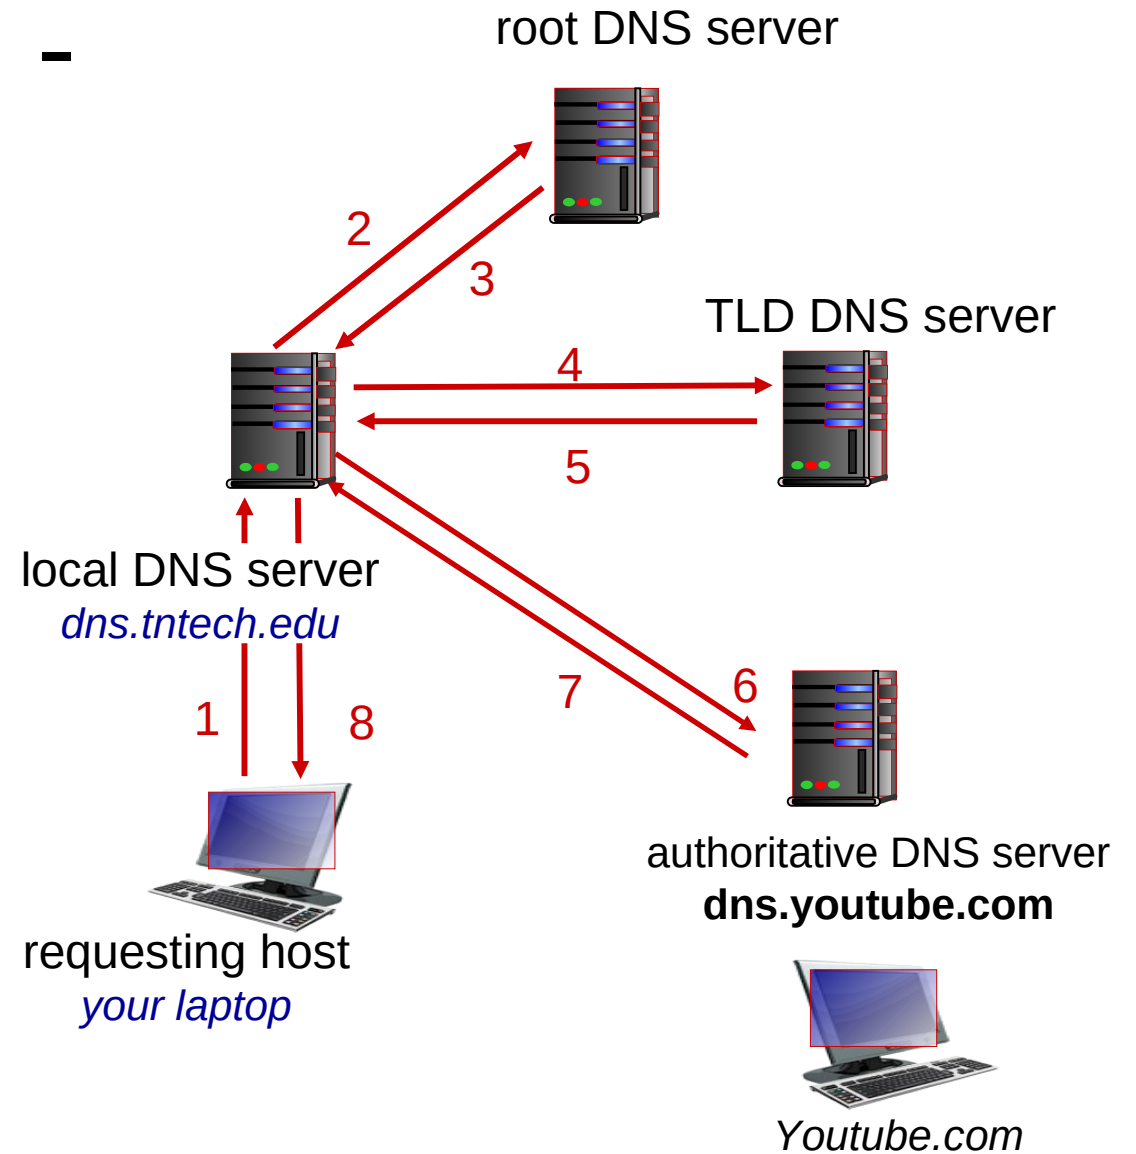 root DNS server
2
3
TLD DNS server
4
5
local DNS server
dns.tntech.edu
1
8
7
6
authoritative DNS server
dns.youtube.com
requesting host
your laptop
Youtube.com